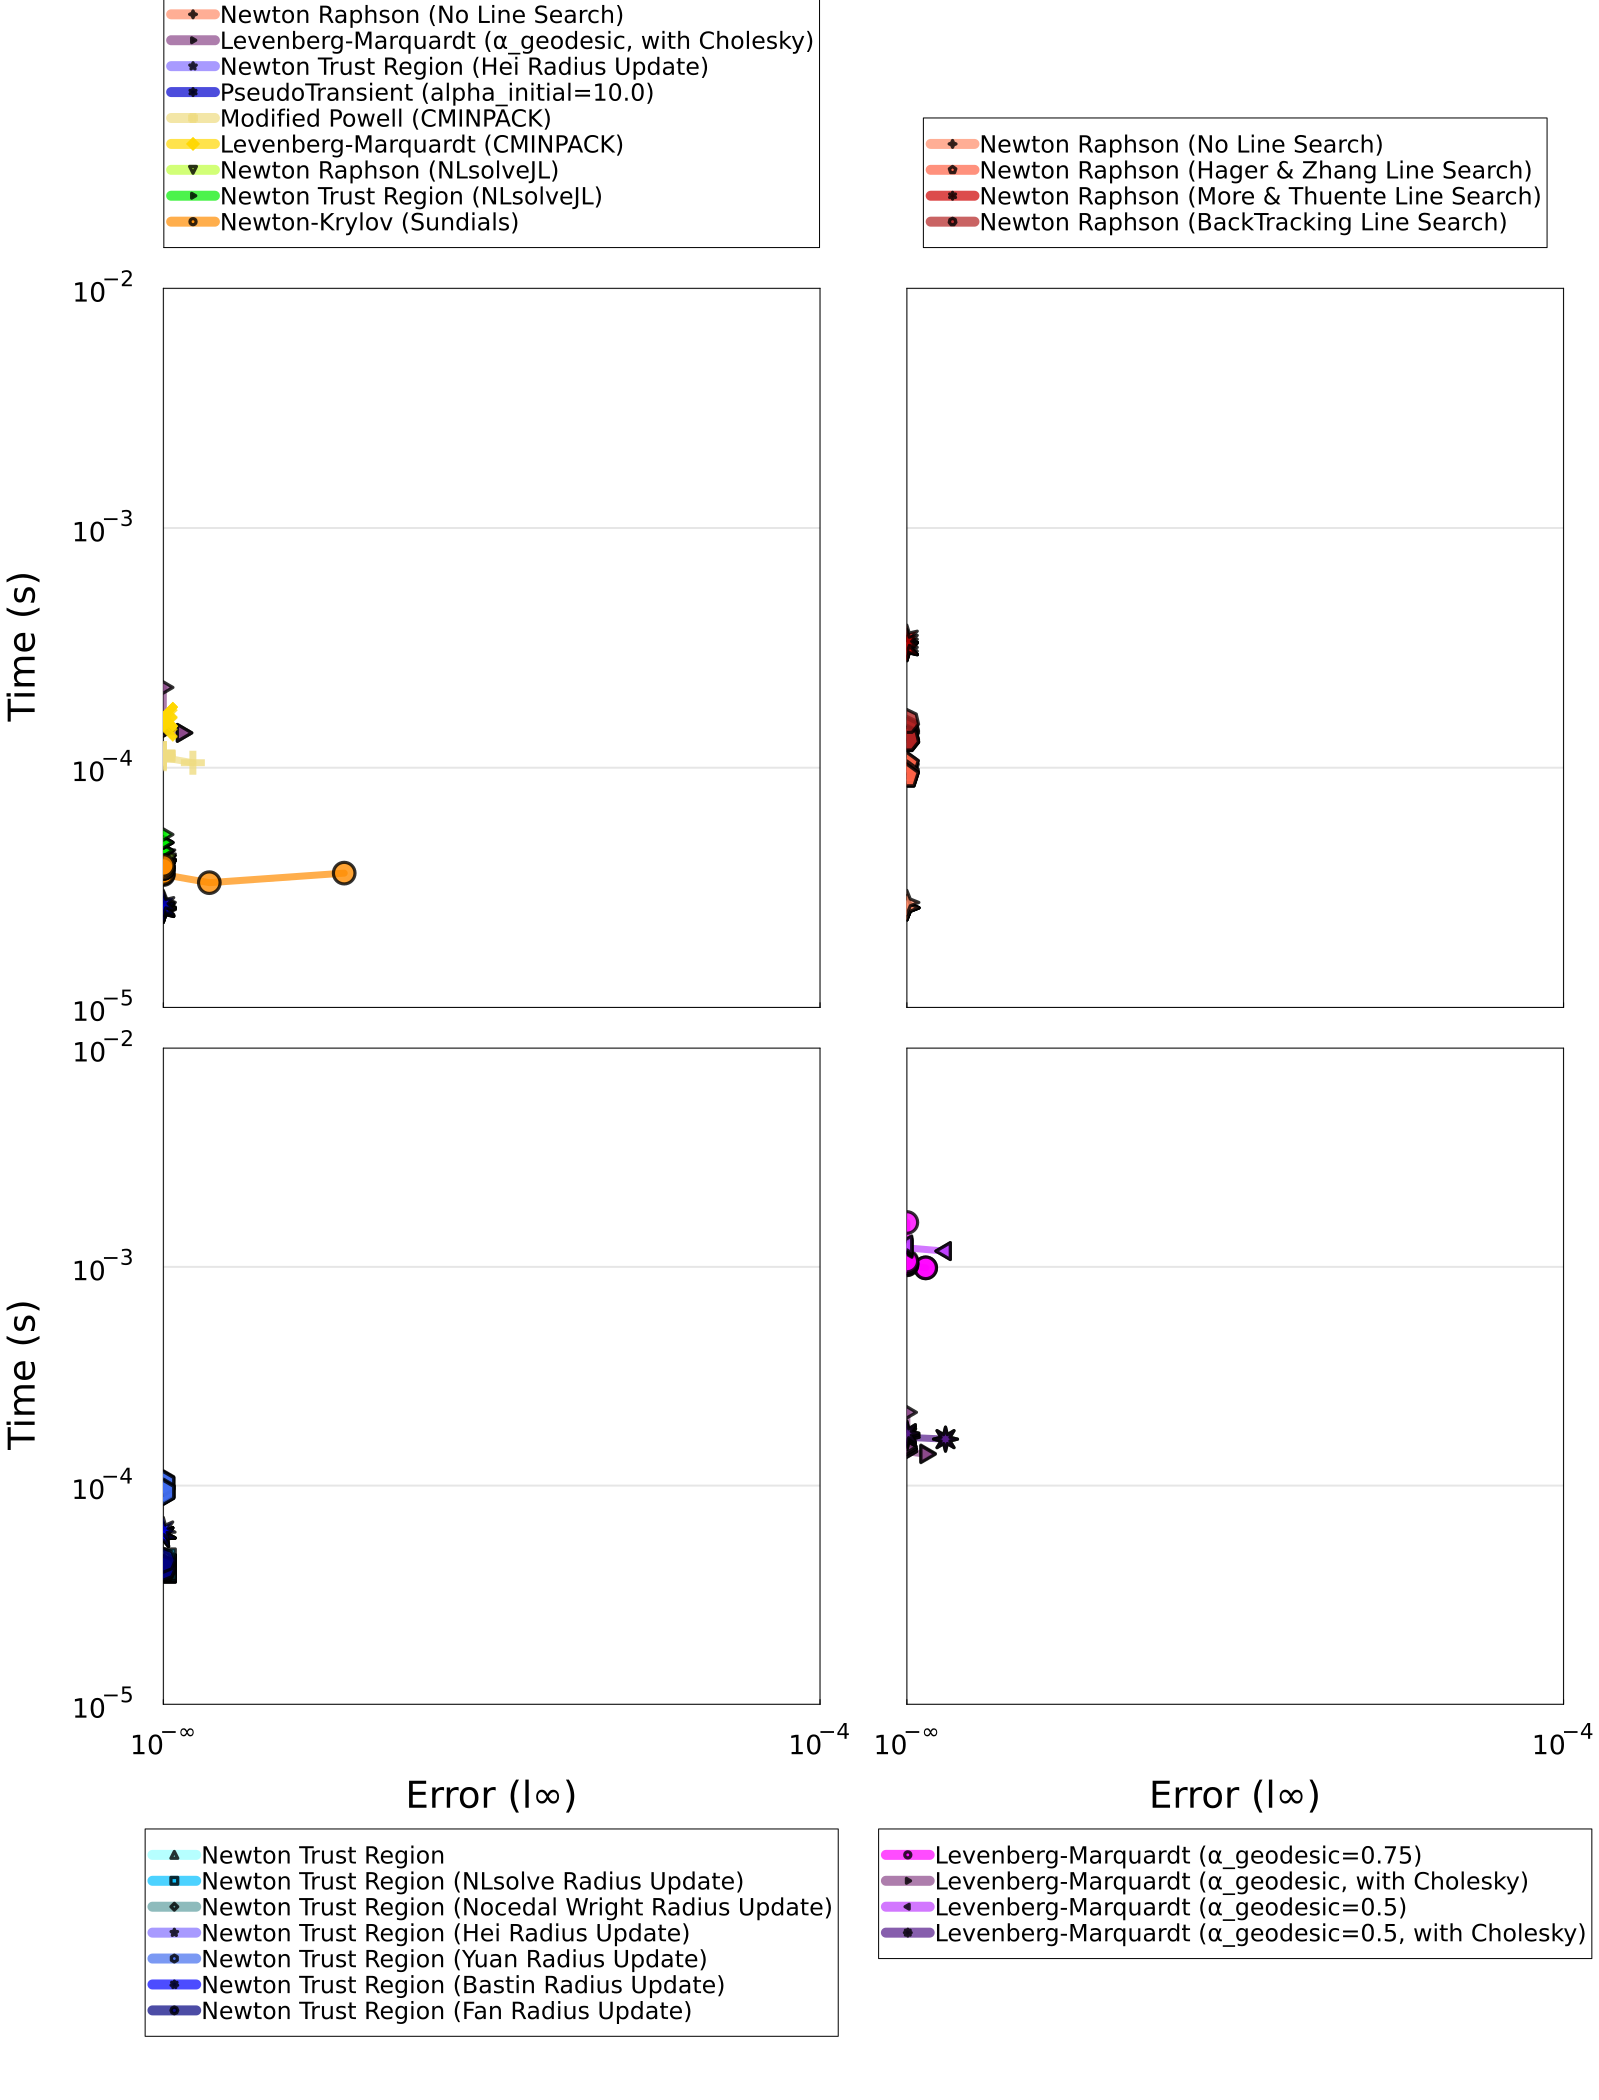 Newton Raphson (No Line Search)
Levenberg-Marquardt (α_geodesic, with Cholesky)
Newton Trust Region (Hei Radius Update)
PseudoTransient (alpha_initial=10.0)
Modified Powell (CMINPACK)
Levenberg-Marquardt (CMINPACK)
Newton Raphson (NLsolveJL)
Newton Trust Region (NLsolveJL)
Newton-Krylov (Sundials)
Newton Raphson (No Line Search)
Newton Raphson (Hager & Zhang Line Search)
Newton Raphson (More & Thuente Line Search)
Newton Raphson (BackTracking Line Search)
10⁻²
10⁻³
10⁻⁴
10⁻⁵
Time (s)
10⁻²
10⁻³
10⁻⁴
10⁻⁵
Time (s)
10^−∞
10⁻⁴
10^−∞
10⁻⁴
Error (l∞)
Error (l∞)
Newton Trust Region
Newton Trust Region (NLsolve Radius Update)
Newton Trust Region (Nocedal Wright Radius Update)
Newton Trust Region (Hei Radius Update)
Newton Trust Region (Yuan Radius Update)
Newton Trust Region (Bastin Radius Update)
Newton Trust Region (Fan Radius Update)
Levenberg-Marquardt (α_geodesic=0.75)
Levenberg-Marquardt (α_geodesic, with Cholesky)
Levenberg-Marquardt (α_geodesic=0.5)
Levenberg-Marquardt (α_geodesic=0.5, with Cholesky)